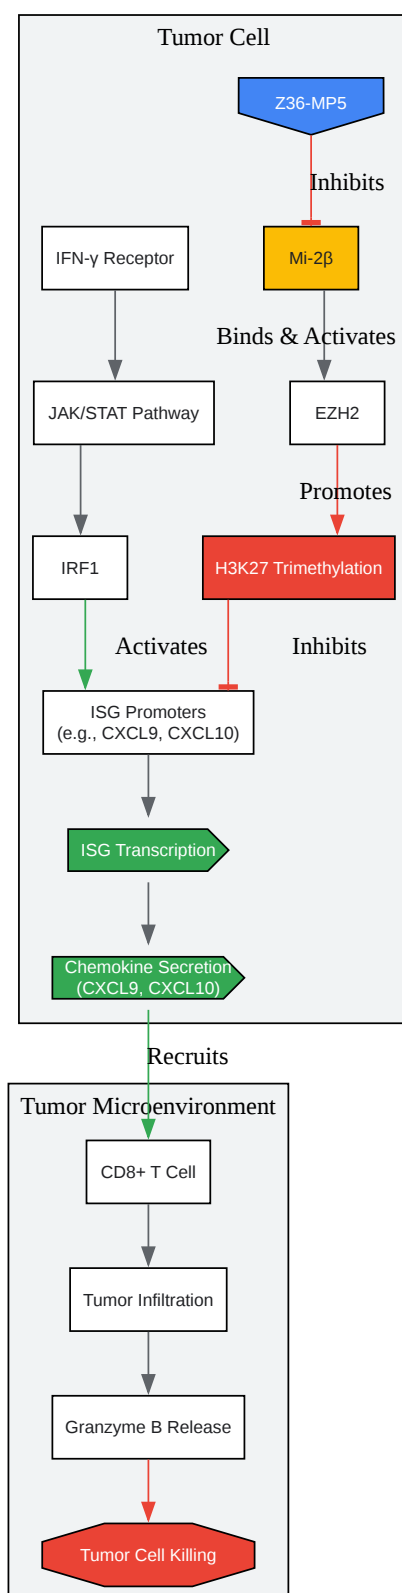 Tumor Cell
Z36-MP5
Inhibits
IFN-γ Receptor
Mi-2β
Binds & Activates
JAK/STAT Pathway
EZH2
Promotes
IRF1
H3K27 Trimethylation
Activates
Inhibits
ISG Promoters
(e.g., CXCL9, CXCL10)
ISG Transcription
Chemokine Secretion
(CXCL9, CXCL10)
Recruits
Tumor Microenvironment
CD8+ T Cell
Tumor Infiltration
Granzyme B Release
Tumor Cell Killing